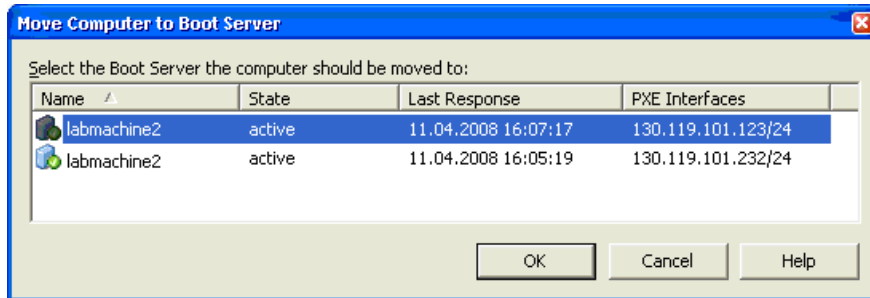 Move Computer to Boot Server
Select the Boot Server the computer should be moved to:
Name State Last Response PXE Interfaces
labmachine2 active 11.04.2008 16:07:17 130.119.101.123/24
labmachine2 active 11.04.2008 16:05:19 130.119.101.232/24
OK Cancel Help